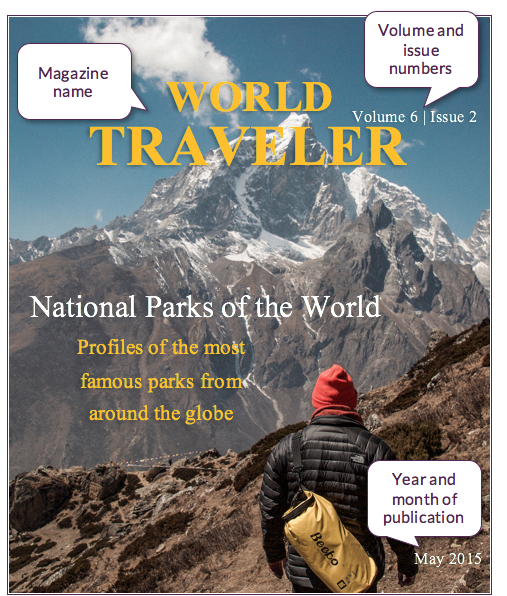 Volume and
issue
numbers
Magazine
name
WORLD
TRAVELER
Volume 6 | Issue 2
National Parks of the World
Profiles of the most
famous parks from
around the globe
Beebo
Year and
month of
publication
May 2015